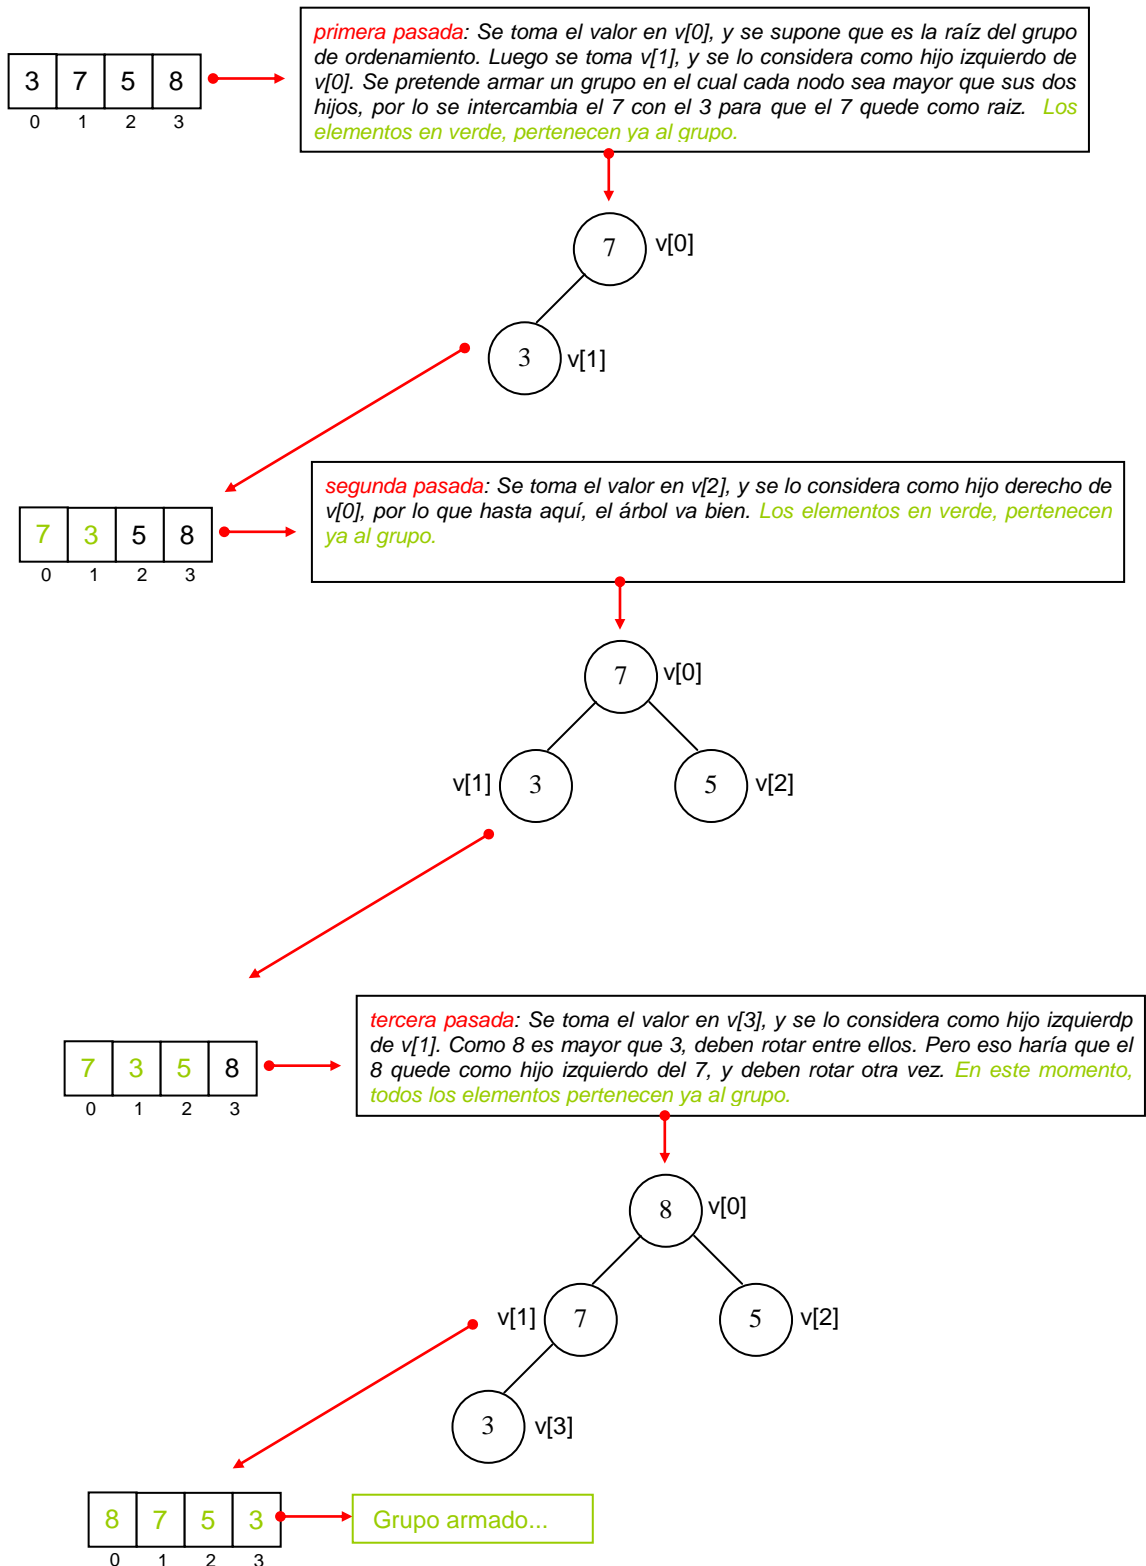 primera pasada: Se toma el valor en v[0], y se supone que es la raíz del grupo
de ordenamiento. Luego se toma v[1], y se lo considera como hijo izquierdo de
v[0]. Se pretende armar un grupo en el cual cada nodo sea mayor que sus dos
hijos, por lo se intercambia el 7 con el 3 para que el 7 quede como raiz. Los
elementos en verde, pertenecen ya al grupo.
3 7 5 8
0 1 2 3
7 v[0]
3 v[1]
segunda pasada: Se toma el valor en v[2], y se lo considera como hijo derecho de
v[0], por lo que hasta aquí, el árbol va bien. Los elementos en verde, pertenecen
ya al grupo.
7 3 5 8
0 1 2 3
7 v[0]
v[1] 3 5 v[2]
tercera pasada: Se toma el valor en v[3], y se lo considera como hijo izquierdp
de v[1]. Como 8 es mayor que 3, deben rotar entre ellos. Pero eso haría que el
8 quede como hijo izquierdo del 7, y deben rotar otra vez. En este momento,
todos los elementos pertenecen ya al grupo.
7 3 5 8
0 1 2 3
8 v[0]
v[1] 7 5 v[2]
3 v[3]
8 7 5 3
0 1 2 3
Grupo armado...